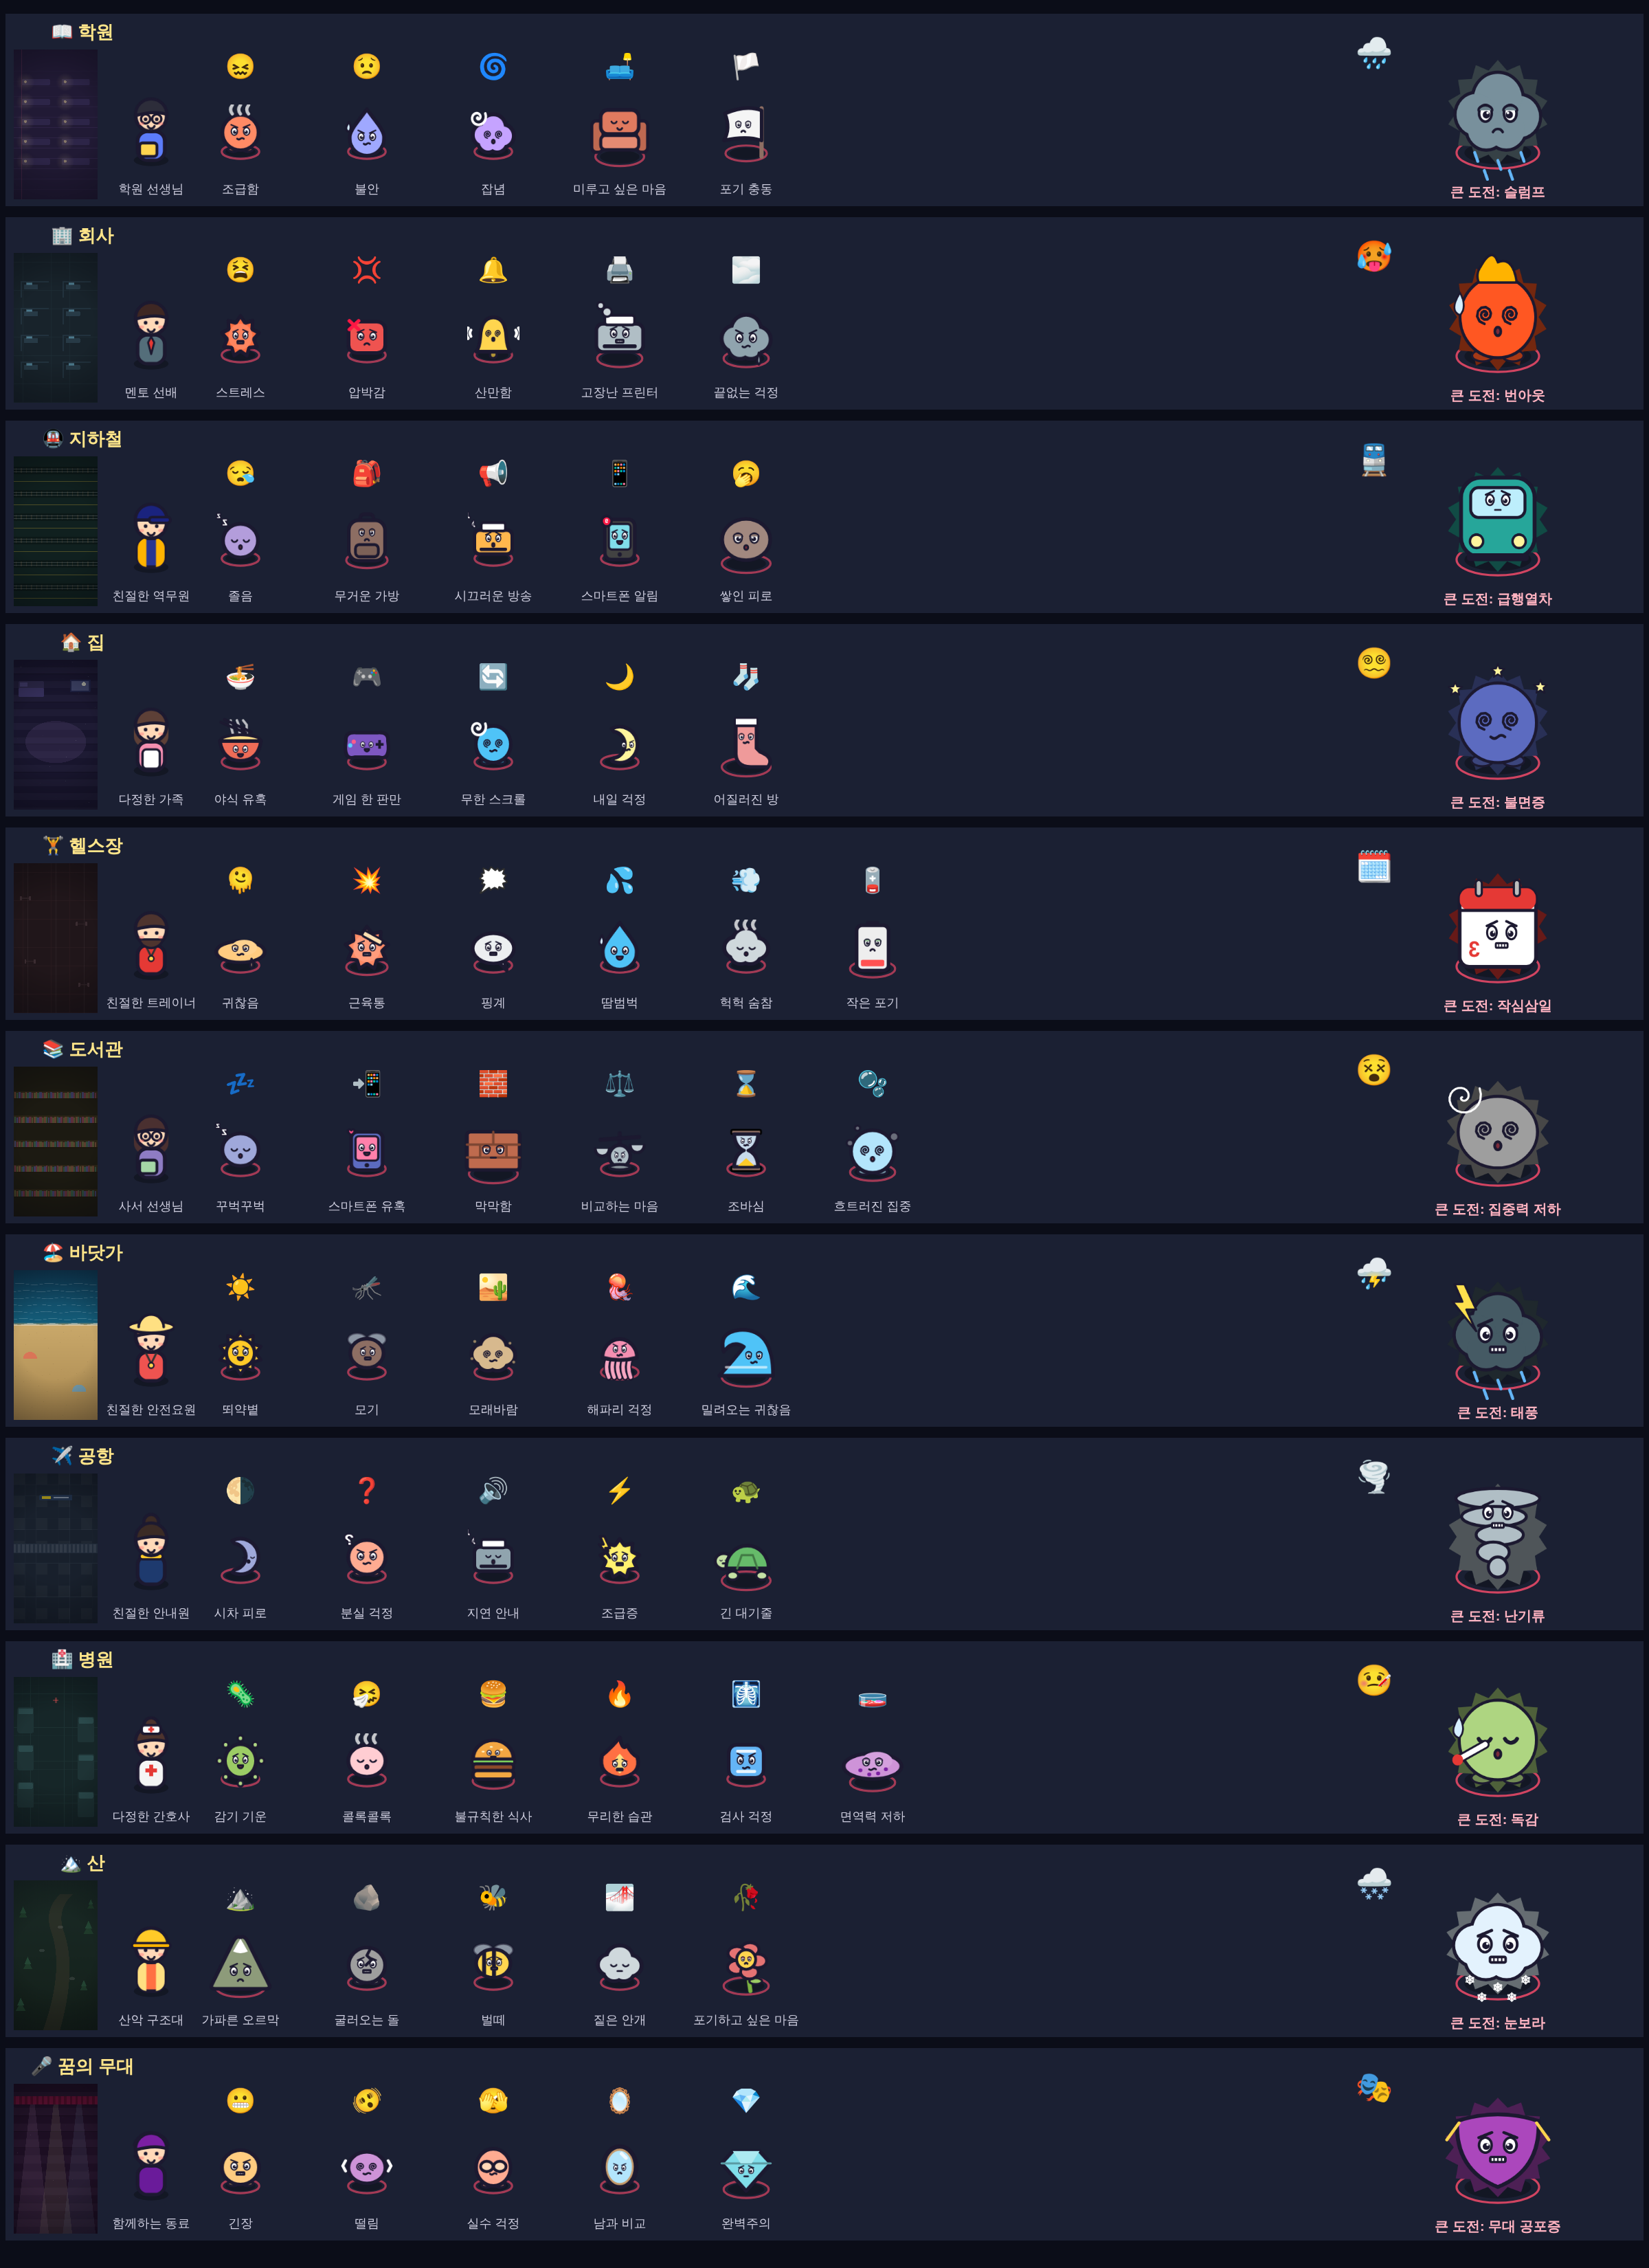 학원
학원 선생님 조급함 불안 잡념 미루고 싶은 마음 포기 충동 큰 도전: 슬럼프
회사
멘토 선배 스트레스 압박감 산만함 고장난 프린터 끝없는 걱정 큰 도전: 번아웃
지하철
친절한 역무원 졸음 무거운 가방 시끄러운 방송 스마트폰 알림 쌓인 피로 큰 도전: 급행열차
집
다정한 가족 야식 유혹 게임 한 판만 무한 스크롤 내일 걱정 어질러진 방 큰 도전: 불면증
헬스장
친절한 트레이너 귀찮음 근육통 핑계 땀범벅 헉헉 숨참 작은 포기 큰 도전: 작심삼일
도서관
사서 선생님 꾸벅꾸벅 스마트폰 유혹 막막함 비교하는 마음 조바심 흐트러진 집중 큰 도전: 집중력 저하
바닷가
친절한 안전요원 뙤약볕 모기 모래바람 해파리 걱정 밀려오는 귀찮음 큰 도전: 태풍
공항
친절한 안내원 시차 피로 분실 걱정 지연 안내 조급증 긴 대기줄 큰 도전: 난기류
병원
다정한 간호사 감기 기운 콜록콜록 불규칙한 식사 무리한 습관 검사 걱정 면역력 저하 큰 도전: 독감
산
산악 구조대 가파른 오르막 굴러오는 돌 벌떼 짙은 안개 포기하고 싶은 마음 큰 도전: 눈보라
꿈의 무대
함께하는 동료 긴장 떨림 실수 걱정 남과 비교 완벽주의 큰 도전: 무대 공포증